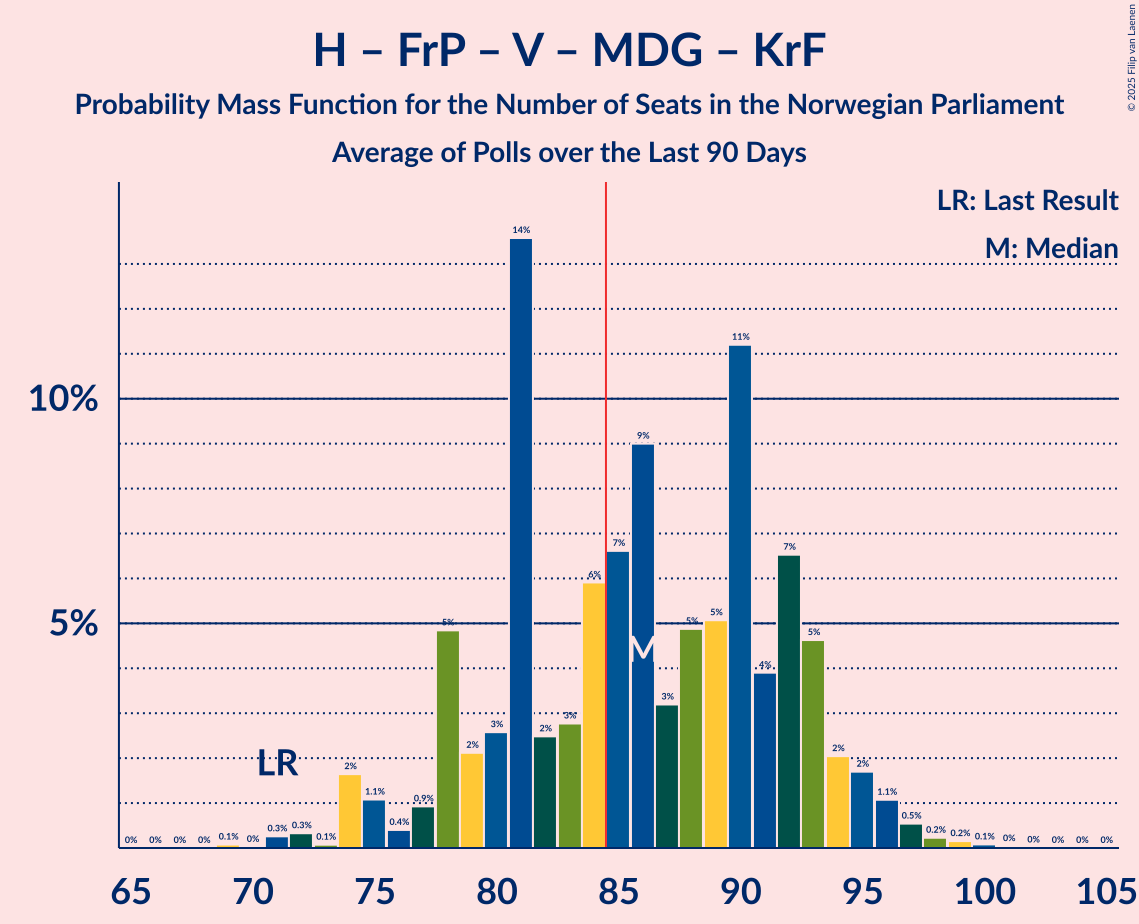 H – FrP – V – MDG – KrF
Probability Mass Function for the Number of Seats in the Norwegian Parliament
Average of Polls over the Last 90 Days
© 2025 Filip van Laenen
LR: Last Result
M: Median
10%
5%
LR
M
0% 0% 0% 0% 0.1% 0% 0.3% 0.3% 0.1% 2% 1.1% 0.4% 0.9% 5% 2% 3% 14% 2% 3% 6% 7% 9% 3% 5% 5% 11% 4% 7% 5% 2% 2% 1.1% 0.5% 0.2% 0.2% 0.1% 0% 0% 0% 0% 0%
65 70 75 80 85 90 95 100 105